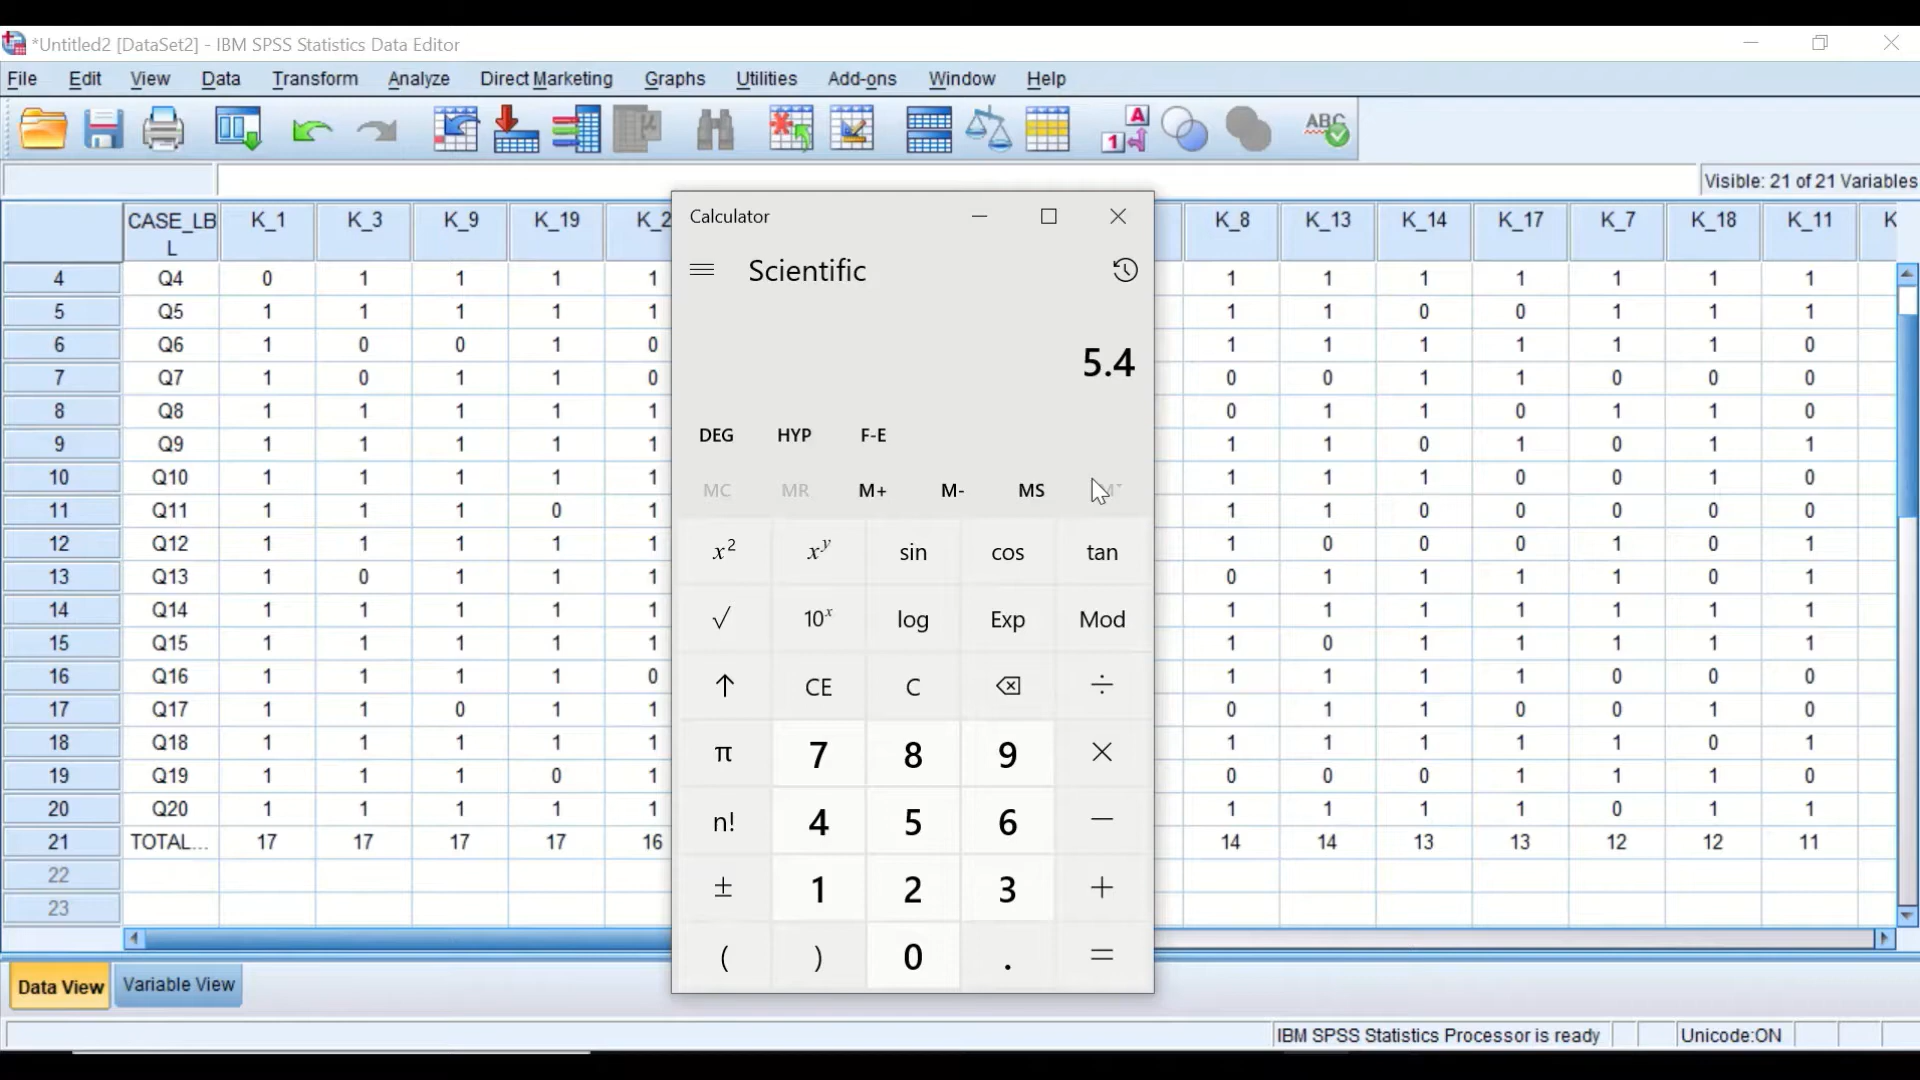 *Untitled2 [DataSet2] - IBM SPSS Statistics Data Editor
File Edit View Data Transform Analyze Direct Marketing Graphs Utilities Add-ons Window Help
Visible: 21 of 21 Variables
CASE_LBL K_1 K_3 K_9 K_19 K_2 K_8 K_13 K_14 K_17 K_7 K_18 K_11 K
4 Q4 0 1 1 1 1 1 1 1 1 1 1 1
5 Q5 1 1 1 1 1 1 1 0 0 1 1 1
6 Q6 1 0 0 1 0 1 1 1 1 1 1 0
7 Q7 1 0 1 1 0 0 0 1 1 0 0 0
8 Q8 1 1 1 1 1 0 1 1 0 1 1 0
9 Q9 1 1 1 1 1 1 1 0 1 0 1 1
10 Q10 1 1 1 1 1 1 1 1 0 0 1 0
11 Q11 1 1 1 0 1 1 1 0 0 0 0 0
12 Q12 1 1 1 1 1 1 0 0 0 1 0 1
13 Q13 1 0 1 1 1 0 1 1 1 1 0 1
14 Q14 1 1 1 1 1 1 1 1 1 1 1 1
15 Q15 1 1 1 1 1 1 0 1 1 1 1 1
16 Q16 1 1 1 1 0 1 1 1 1 0 0 0
17 Q17 1 1 0 1 1 0 1 1 0 0 1 0
18 Q18 1 1 1 1 1 1 1 1 1 1 0 1
19 Q19 1 1 1 0 1 0 0 0 1 1 1 0
20 Q20 1 1 1 1 1 1 1 1 1 0 1 1
21 TOTAL... 17 17 17 17 16 14 14 13 13 12 12 11
22
23
Calculator
Scientific
5.4
DEG HYP F-E
MC MR M+ M- MS
x² xʸ sin cos tan
√ 10ˣ log Exp Mod
↑ CE C ÷
π 7 8 9 ×
n! 4 5 6 −
± 1 2 3 +
( ) 0 . =
Data View Variable View
IBM SPSS Statistics Processor is ready Unicode:ON